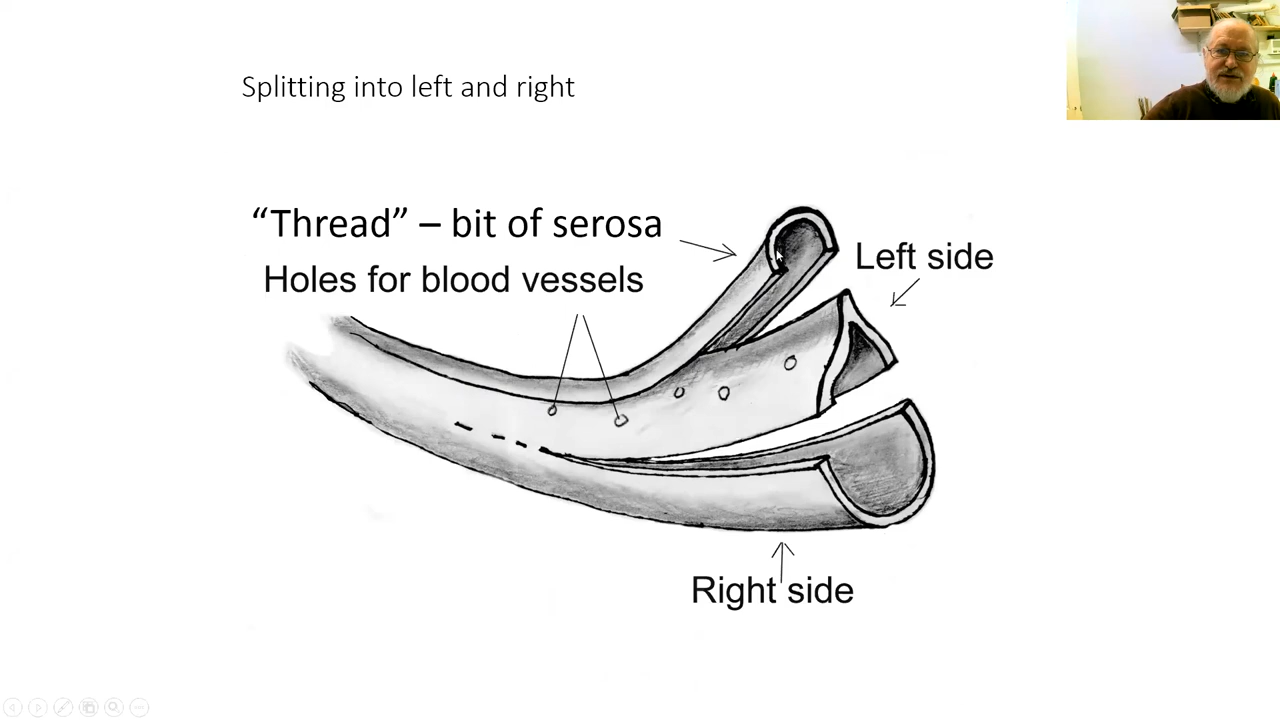 Splitting into left and right
“Thread” – bit of serosa
Holes for blood vessels
Left side
Right side